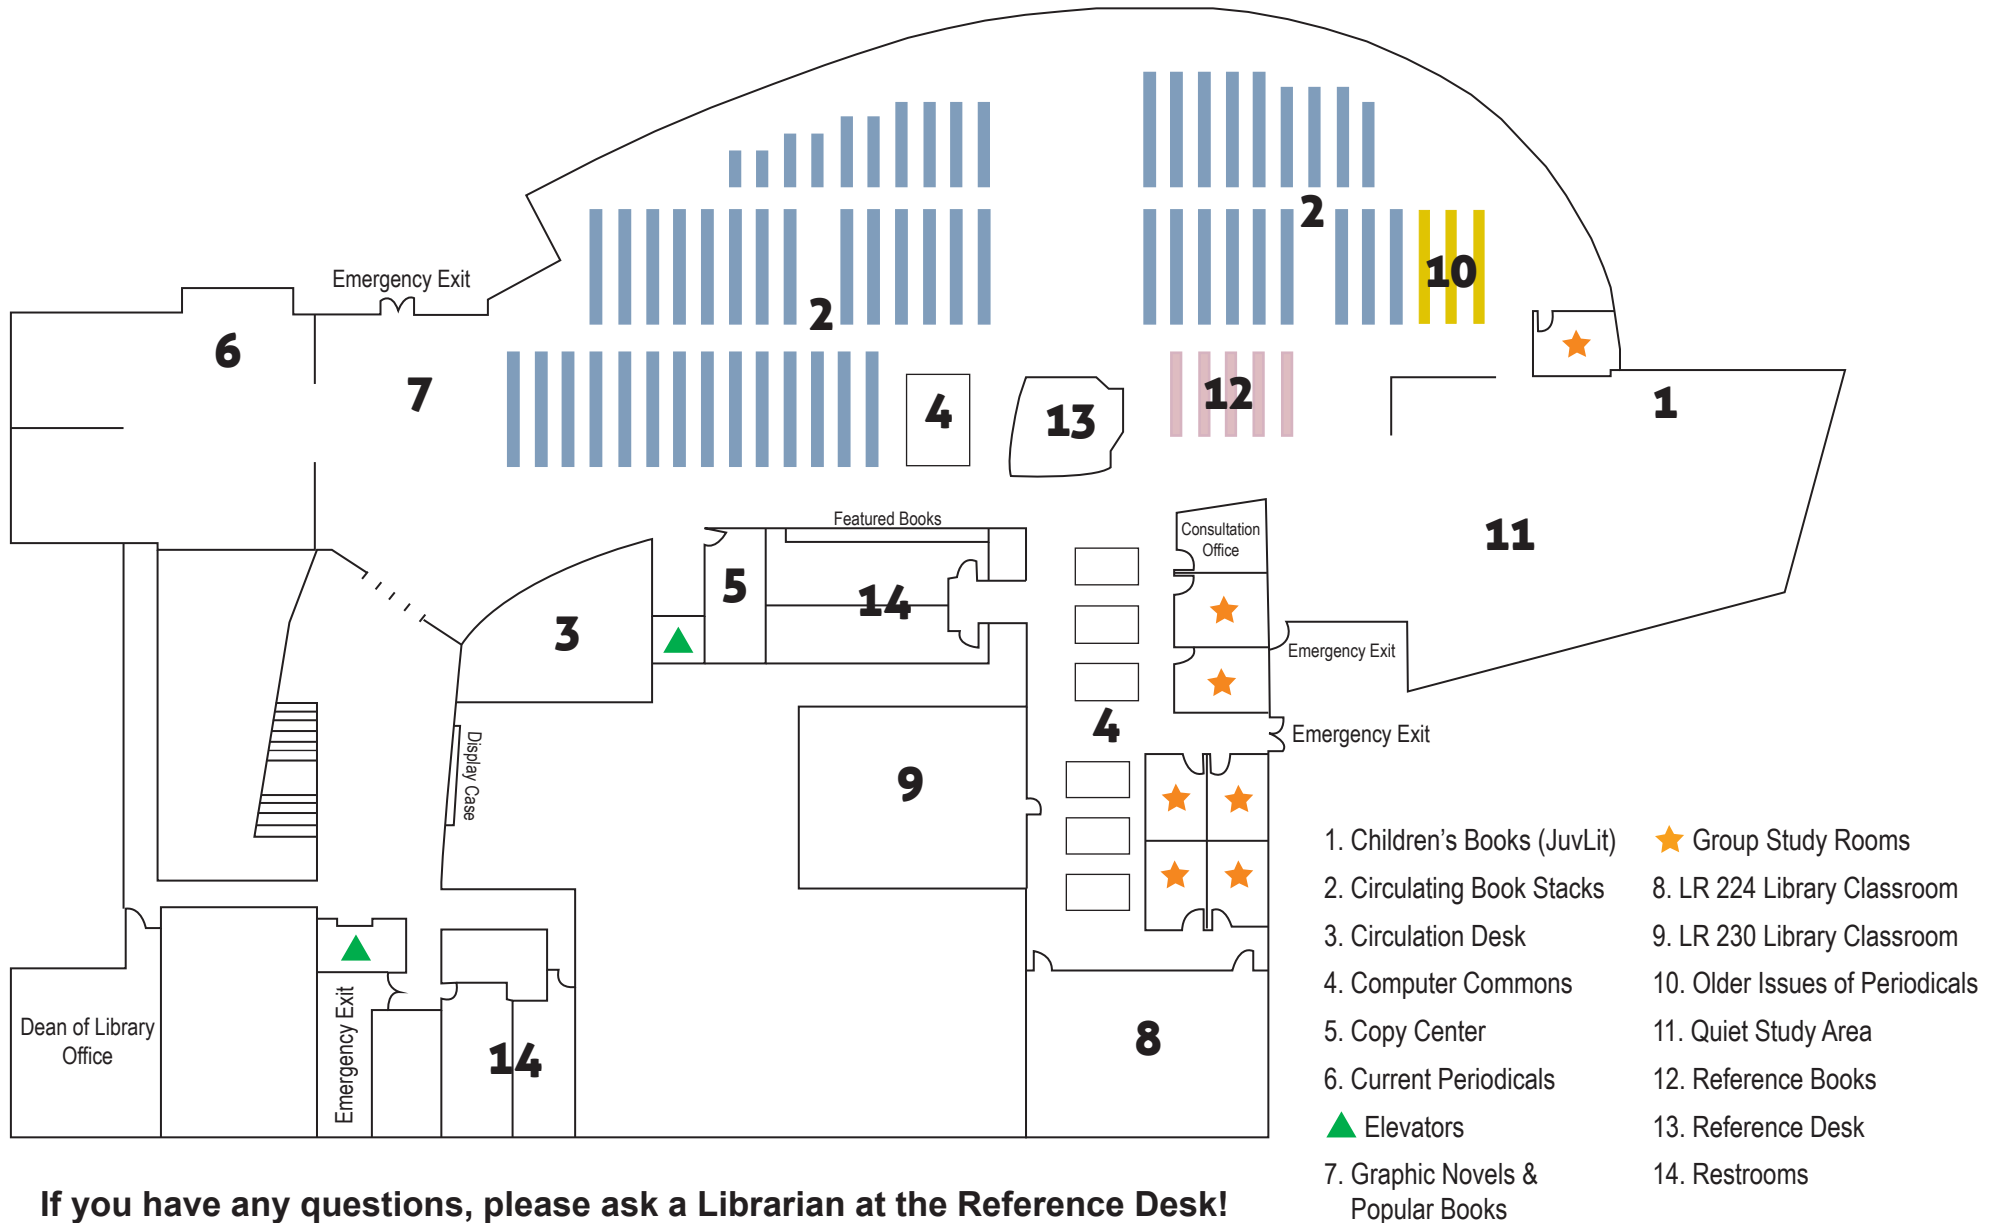 2
2
10
Emergency Exit
6
7
4
13
12
1
Featured Books
Consultation
Office
11
5
14
3
Emergency Exit
4
Emergency Exit
Display Case
9
Dean of Library
Office
Emergency Exit
14
8
1. Children's Books (JuvLit)
2. Circulating Book Stacks
3. Circulation Desk
4. Computer Commons
5. Copy Center
6. Current Periodicals
Elevators
7. Graphic Novels &
Popular Books
Group Study Rooms
8. LR 224 Library Classroom
9. LR 230 Library Classroom
10. Older Issues of Periodicals
11. Quiet Study Area
12. Reference Books
13. Reference Desk
14. Restrooms
If you have any questions, please ask a Librarian at the Reference Desk!